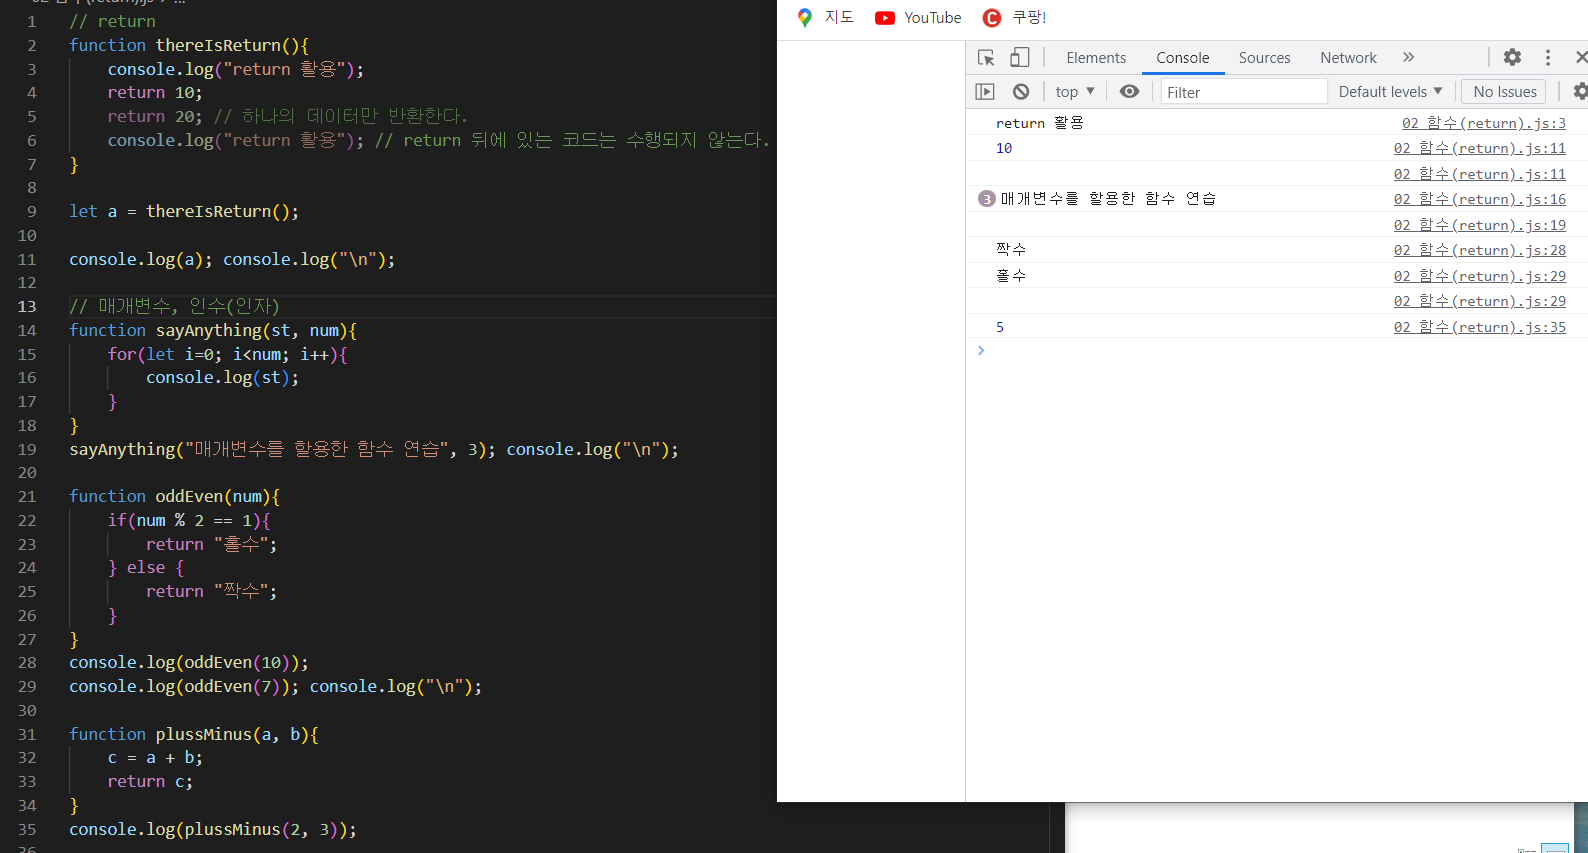 1 // return
2 function thereIsReturn(){
3 console.log("return 활용");
4 return 10;
5 return 20; // 하나의 데이터만 반환한다.
6 console.log("return 활용"); // return 뒤에 있는 코드는 수행되지 않는다.
7 }
8
9 let a = thereIsReturn();
10
11 console.log(a); console.log("\n");
12
13 // 매개변수, 인수(인자)
14 function sayAnything(st, num){
15 for(let i=0; i<num; i++){
16 console.log(st);
17 }
18 }
19 sayAnything("매개변수를 할용한 함수 연습", 3); console.log("\n");
20
21 function oddEven(num){
22 if(num % 2 == 1){
23 return "홀수";
24 } else {
25 return "짝수";
26 }
27 }
28 console.log(oddEven(10));
29 console.log(oddEven(7)); console.log("\n");
30
31 function plussMinus(a, b){
32 c = a + b;
33 return c;
34 }
35 console.log(plussMinus(2, 3));
지도 YouTube 쿠팡!
Elements Console Sources Network »
top Filter Default levels No Issues
return 활용 02 함수(return).js:3
10 02 함수(return).js:11
02 함수(return).js:11
3 매개변수를 할용한 함수 연습 02 함수(return).js:16
02 함수(return).js:19
짝수 02 함수(return).js:28
홀수 02 함수(return).js:29
02 함수(return).js:29
5 02 함수(return).js:35